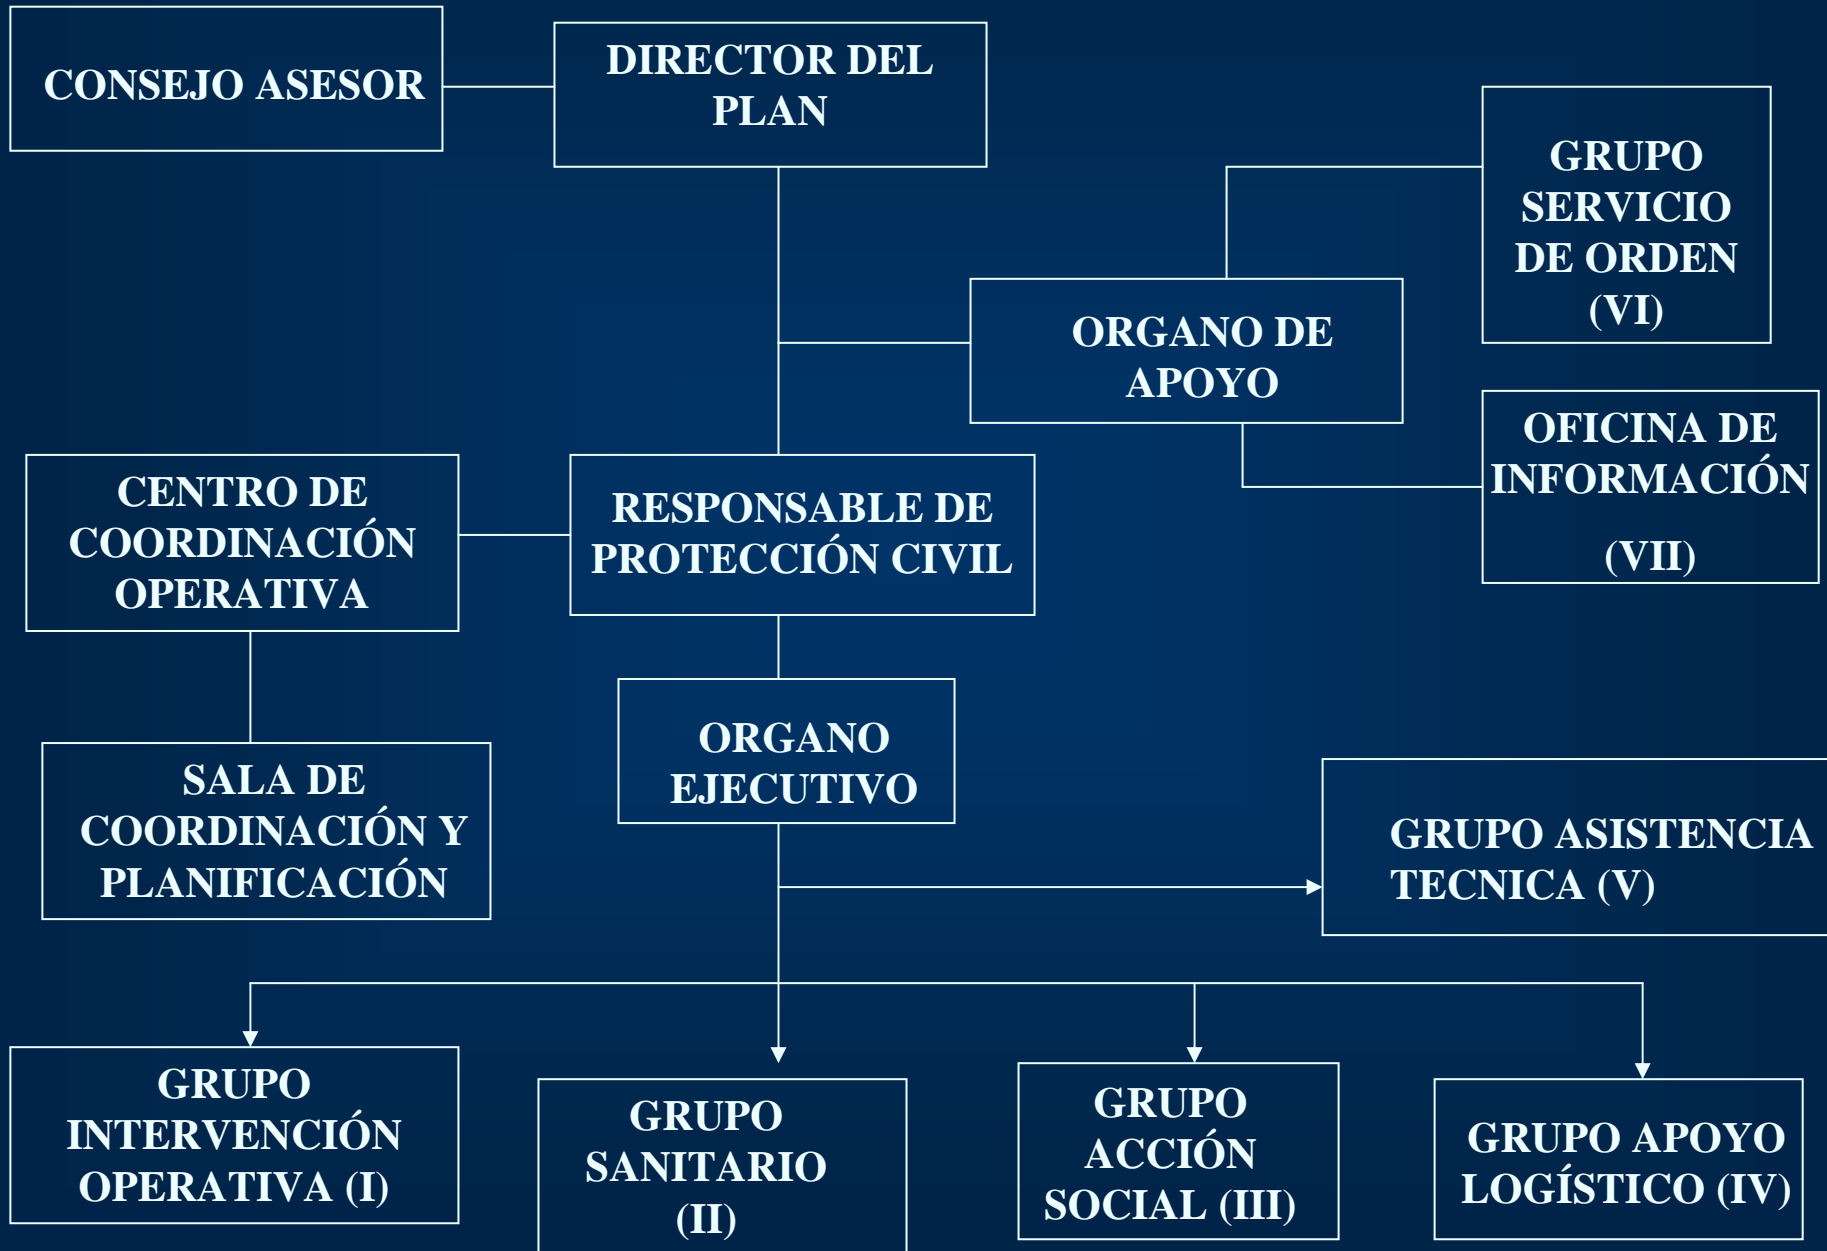 CONSEJO ASESOR
DIRECTOR DEL
PLAN
GRUPO
SERVICIO
DE ORDEN
(VI)
ORGANO DE
APOYO
OFICINA DE
INFORMACIÓN
(VII)
CENTRO DE
COORDINACIÓN
OPERATIVA
RESPONSABLE DE
PROTECCIÓN CIVIL
ORGANO
EJECUTIVO
SALA DE
COORDINACIÓN Y
PLANIFICACIÓN
GRUPO ASISTENCIA
TECNICA (V)
GRUPO
INTERVENCIÓN
OPERATIVA (I)
GRUPO
SANITARIO
(II)
GRUPO
ACCIÓN
SOCIAL (III)
GRUPO APOYO
LOGÍSTICO (IV)